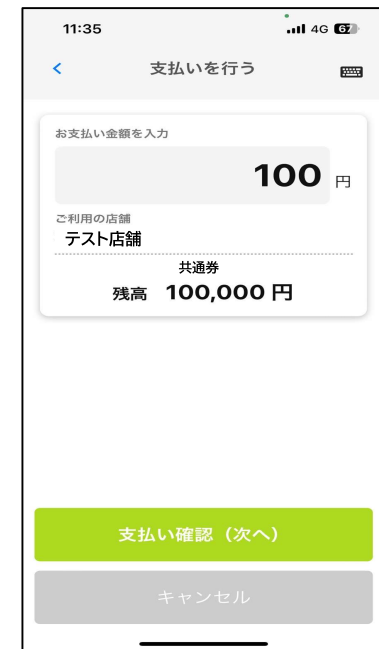 11:35
4G 67
支払いを行う
お支払い金額を入力
100 円
ご利用の店舗
テスト店舗
共通券
残高 100,000 円
支払い確認（次へ）
キャンセル